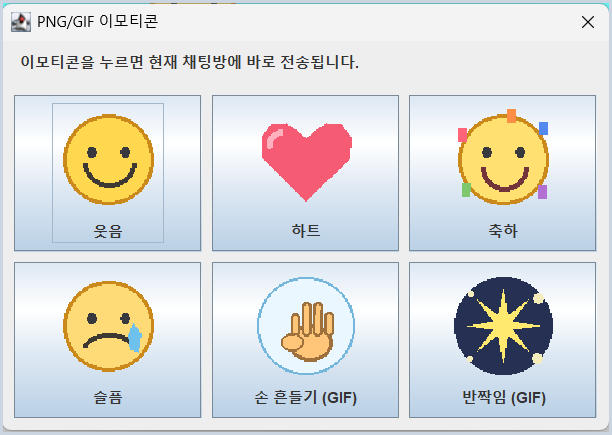 PNG/GIF 이모티콘
이모티콘을 누르면 현재 채팅방에 바로 전송됩니다.
웃음
하트
축하
슬픔
손 흔들기 (GIF)
반짝임 (GIF)